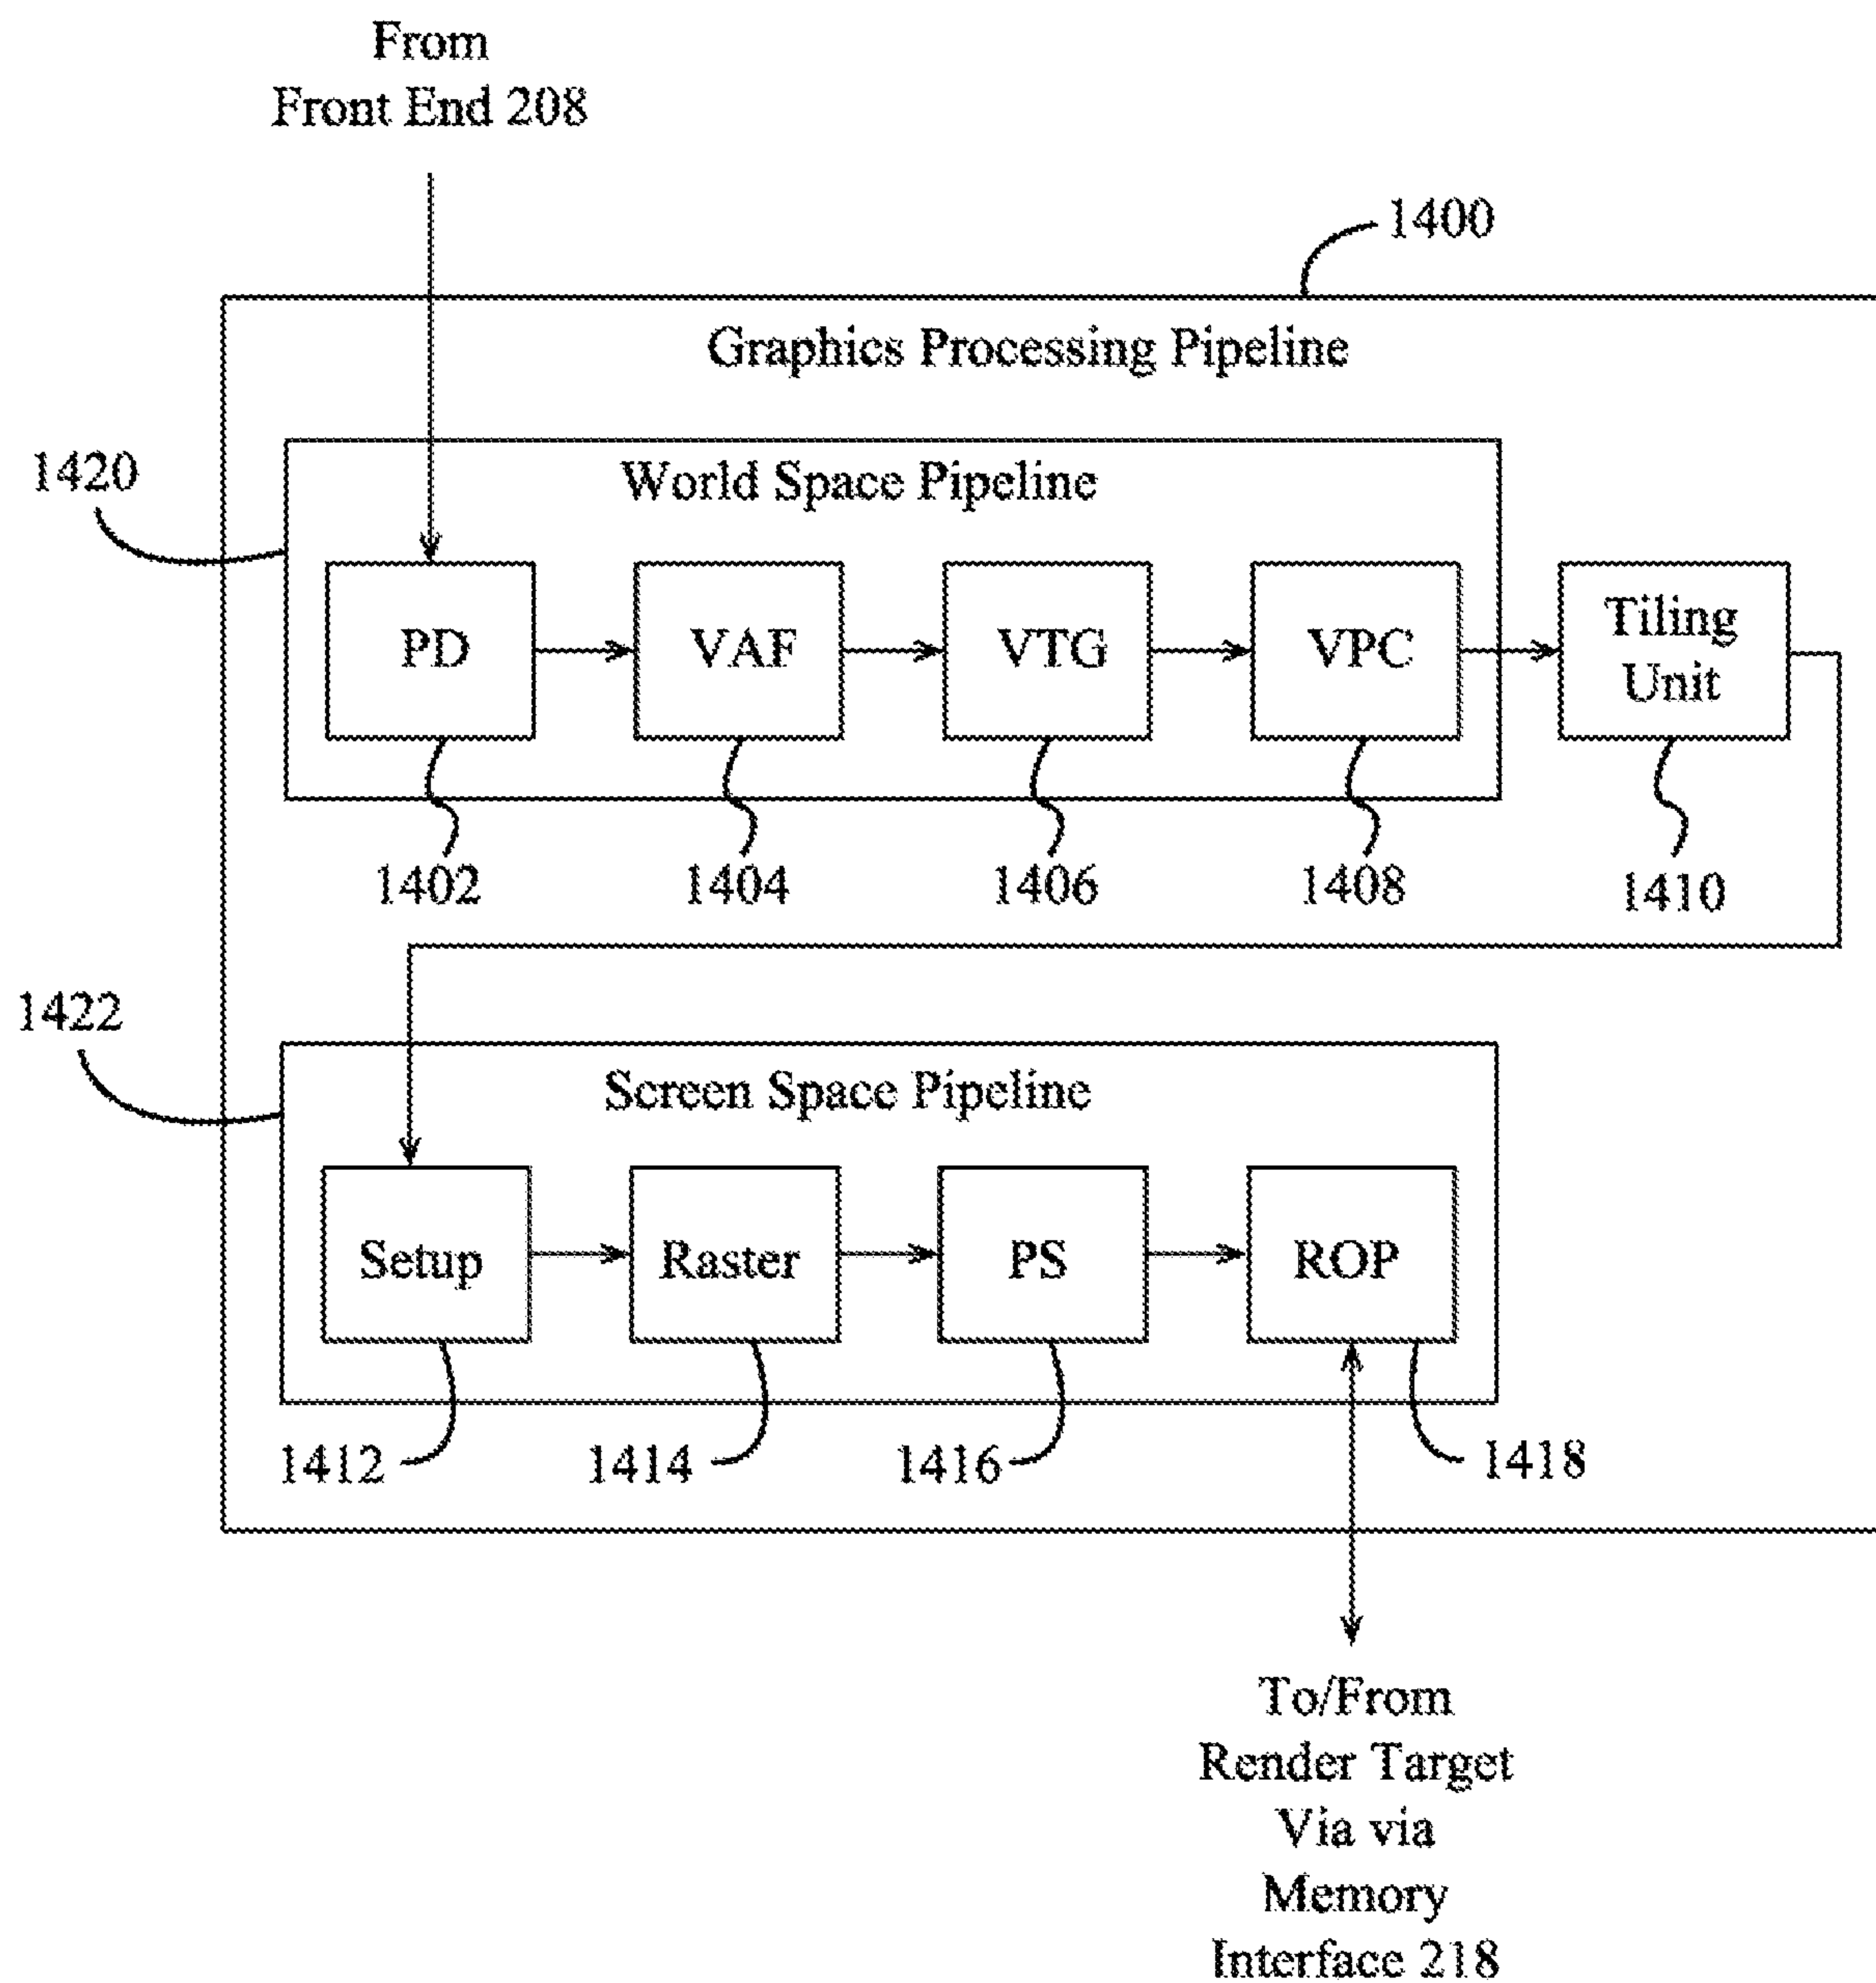 From
Front End 208
1400
Graphics Processing Pipeline
1420
World Space Pipeline
PD
VAF
VTG
VPC
Tiling
Unit
1402
1404
1406
1408
1410
1422
Screen Space Pipeline
Setup
Raster
PS
ROP
1412
1414
1416
1418
To/From
Render Target
Via via
Memory
Interface 218